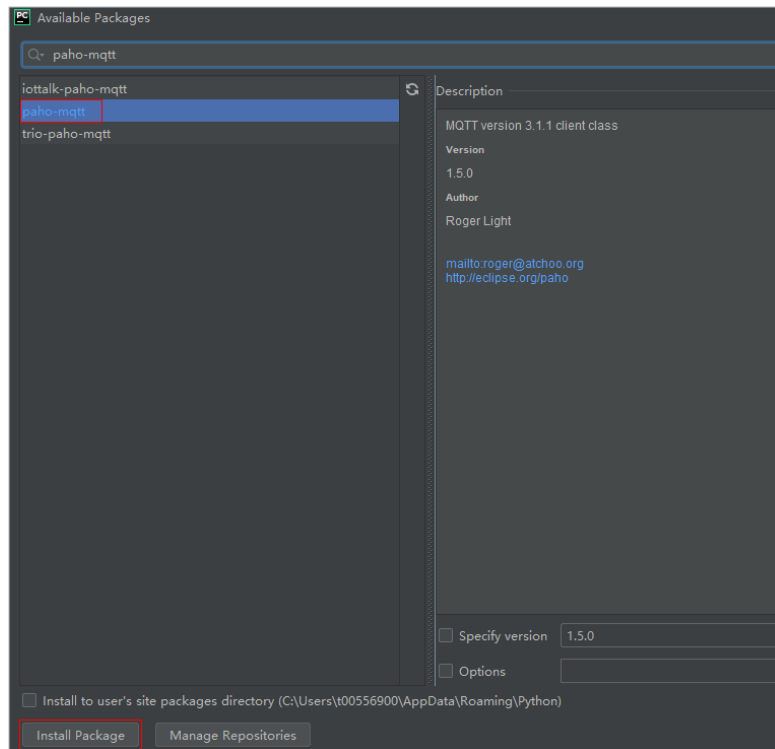 PC Available Packages
paho-mqtt
iottalk-paho-mqtt
paho-mqtt
trio-paho-mqtt
Description
MQTT version 3.1.1 client class
Version
1.5.0
Author
Roger Light
mailto:roger@atchoo.org
http://eclipse.org/paho
Specify version 1.5.0
Options
Install to user's site packages directory (C:\Users\t00556900\AppData\Roaming\Python)
Install Package Manage Repositories